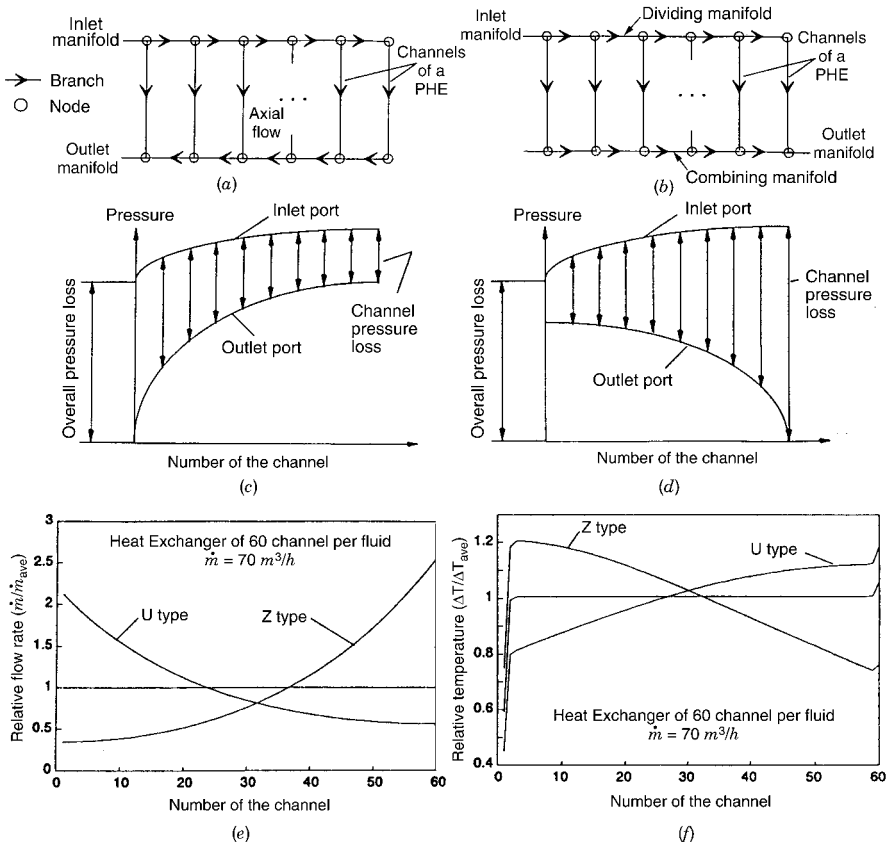 Inlet
manifold
Channels
of a
PHE
Branch
Node
Axial
flow
Outlet
manifold
(a)
Inlet
manifold
Dividing manifold
Channels
of a
PHE
Outlet
manifold
Combining manifold
(b)
Pressure
Inlet port
Overall pressure loss
Channel
pressure
loss
Outlet port
Number of the channel
(c)
Inlet port
Overall pressure loss
Channel
pressure
loss
Outlet port
Number of the channel
(d)
3
2.5
2
1.5
1
0.5
0
Relative flow rate (ṁ/ṁave)
Heat Exchanger of 60 channel per fluid
ṁ = 70 m³/h
U type
Z type
0 10 20 30 40 50 60
Number of the channel
(e)
1.2
1
0.8
0.6
0.4
Relative temperature (ΔT/ΔTave)
Z type
U type
Heat Exchanger of 60 channel per fluid
ṁ = 70 m³/h
0 10 20 30 40 50 60
Number of the channel
(f)